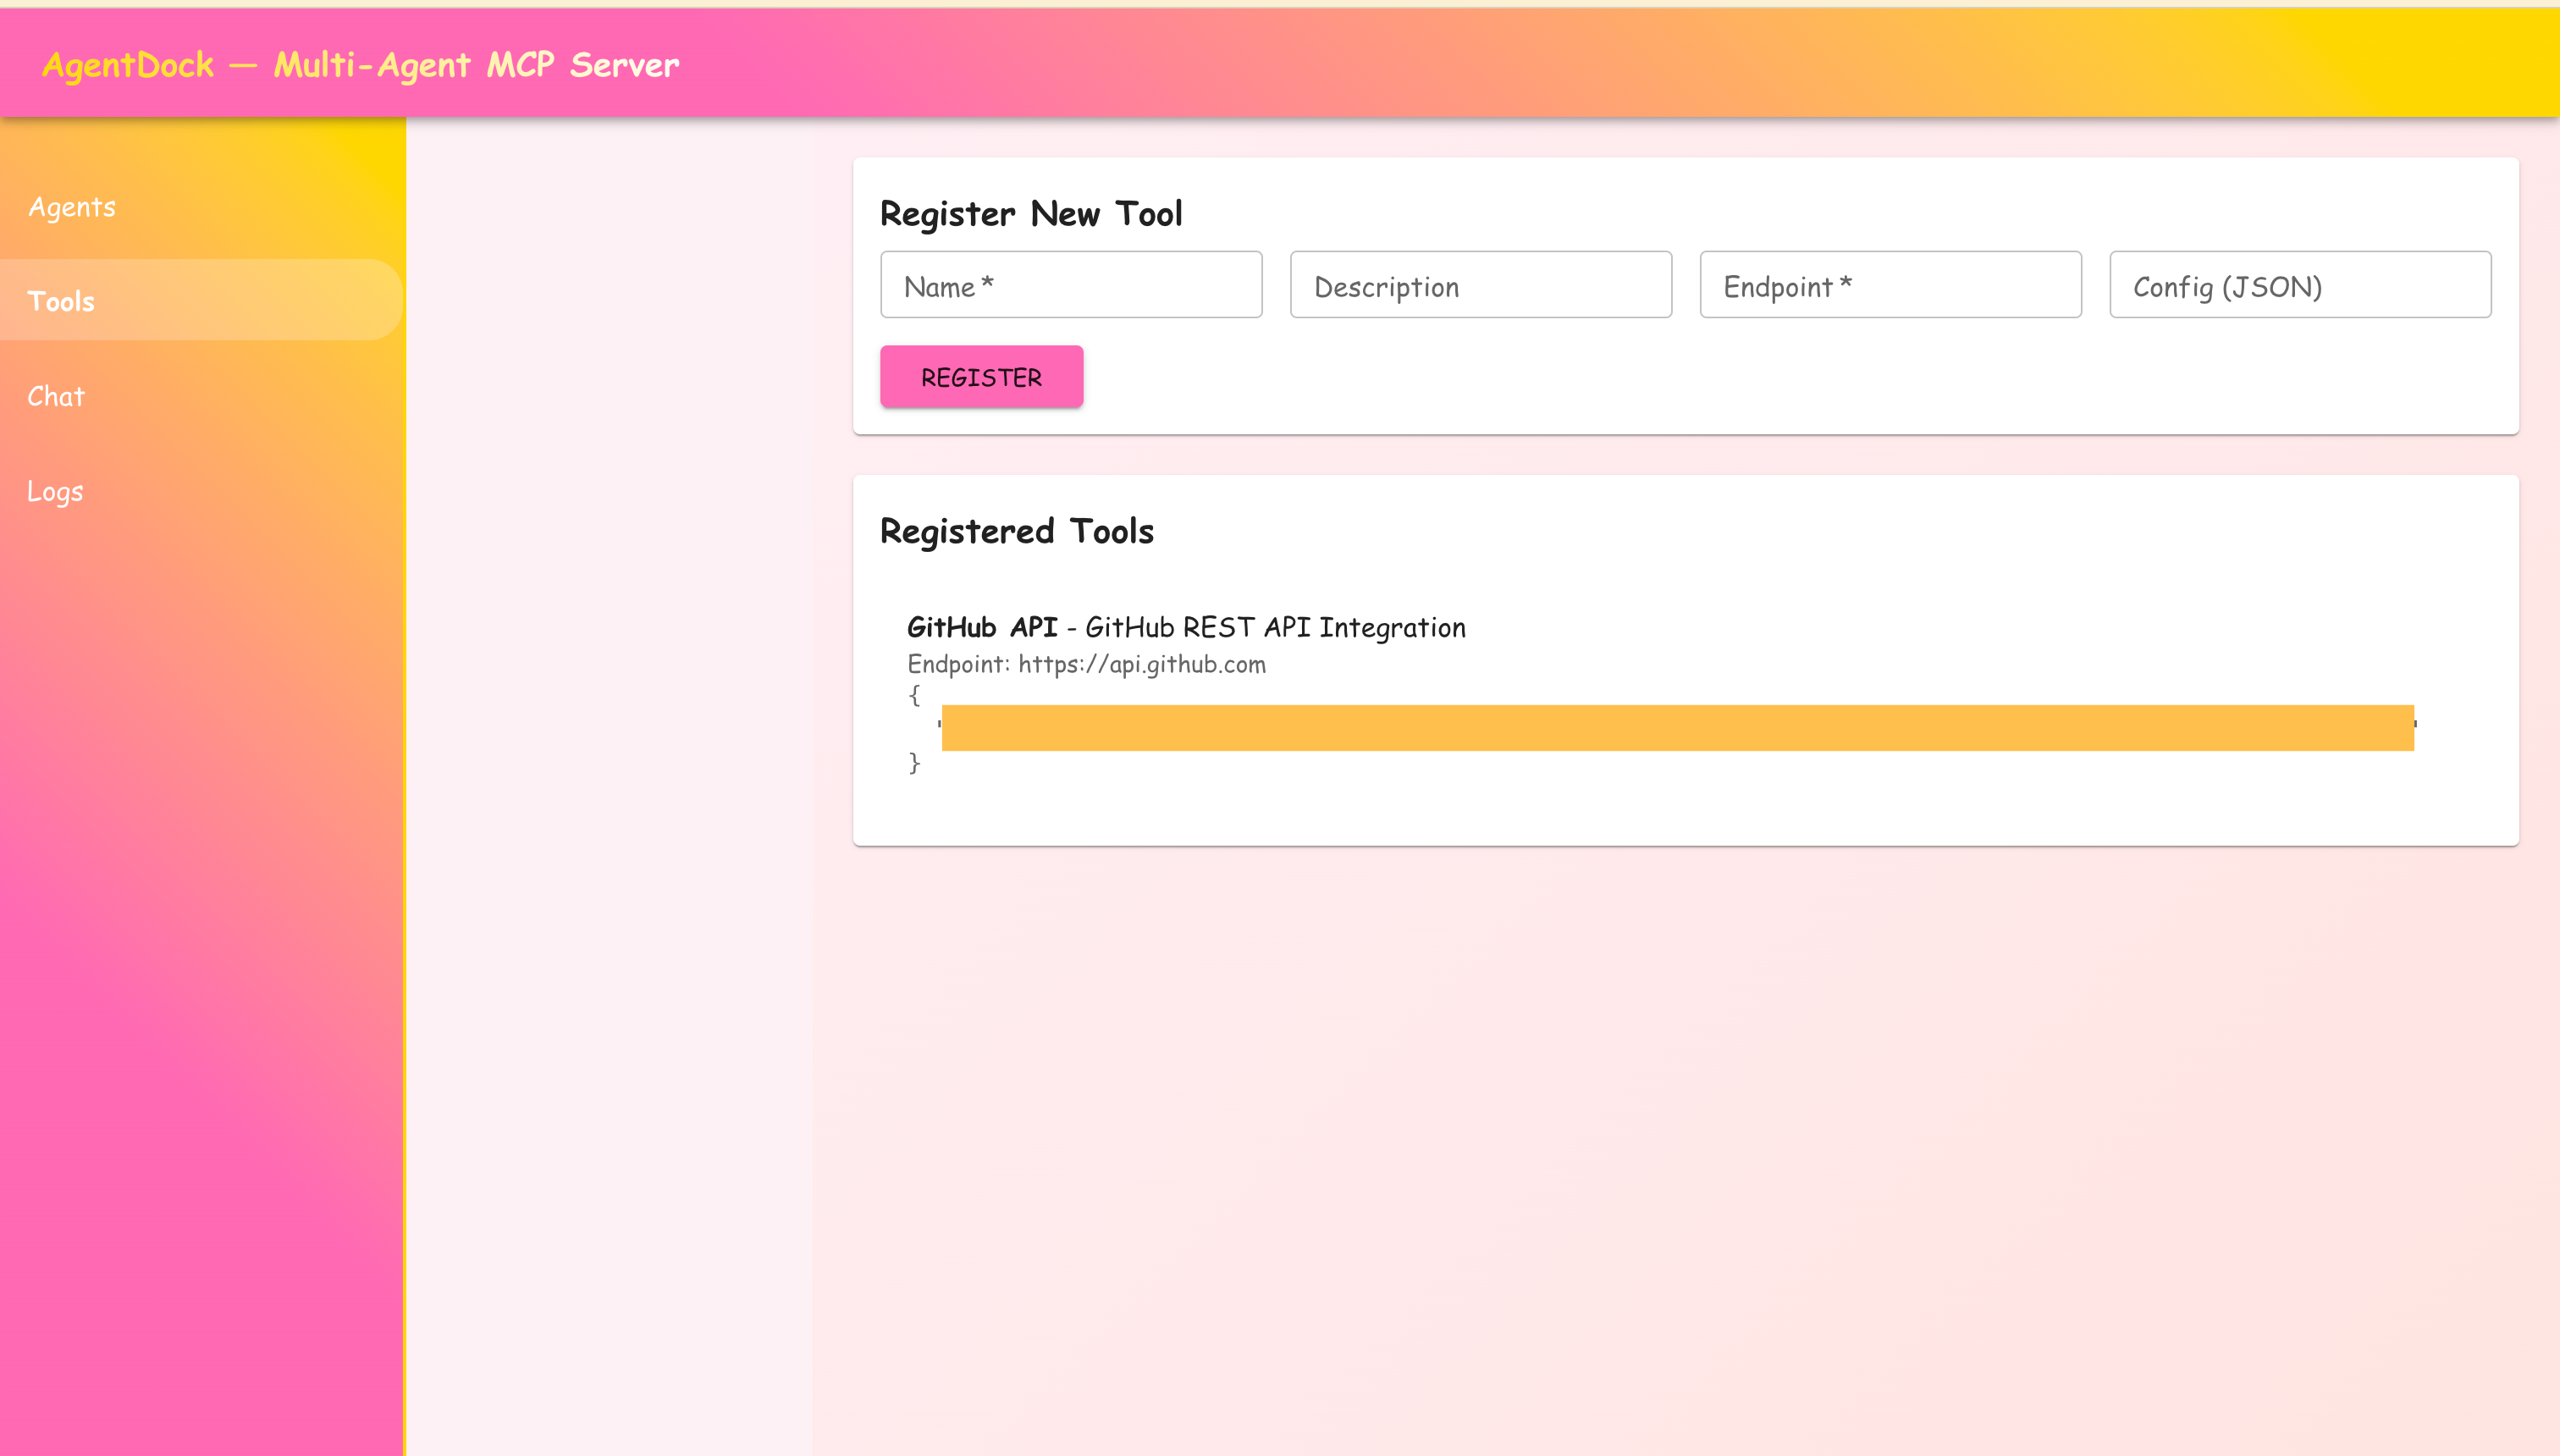 AgentDock — Multi-Agent MCP Server
Agents
Tools
Chat
Logs
Register New Tool
Name *
Description
Endpoint *
Config (JSON)
REGISTER
Registered Tools
GitHub API - GitHub REST API Integration
Endpoint: https://api.github.com
{
}